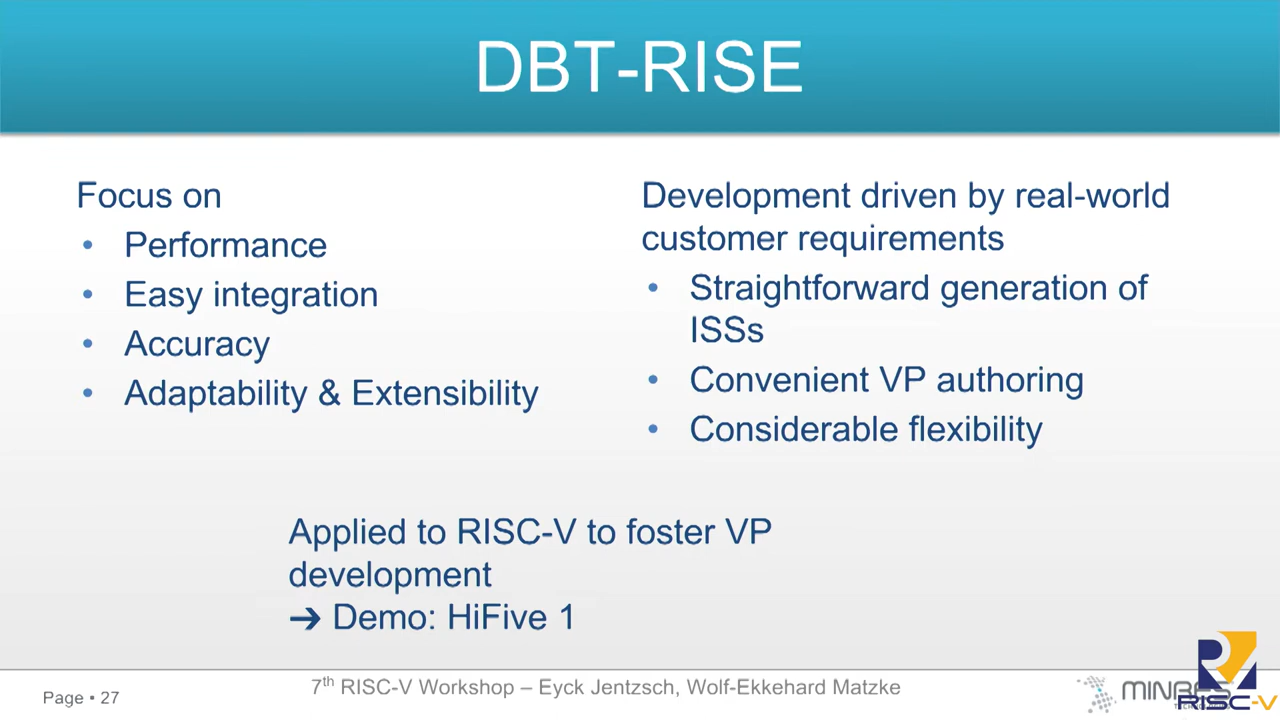 DBT-RISE
Focus on
• Performance
• Easy integration
• Accuracy
• Adaptability & Extensibility
Development driven by real-world
customer requirements
• Straightforward generation of
ISSs
• Convenient VP authoring
• Considerable flexibility
Applied to RISC-V to foster VP
development
➔ Demo: HiFive 1
Page ▪ 27
7th RISC-V Workshop – Eyck Jentzsch, Wolf-Ekkehard Matzke
RISC-V